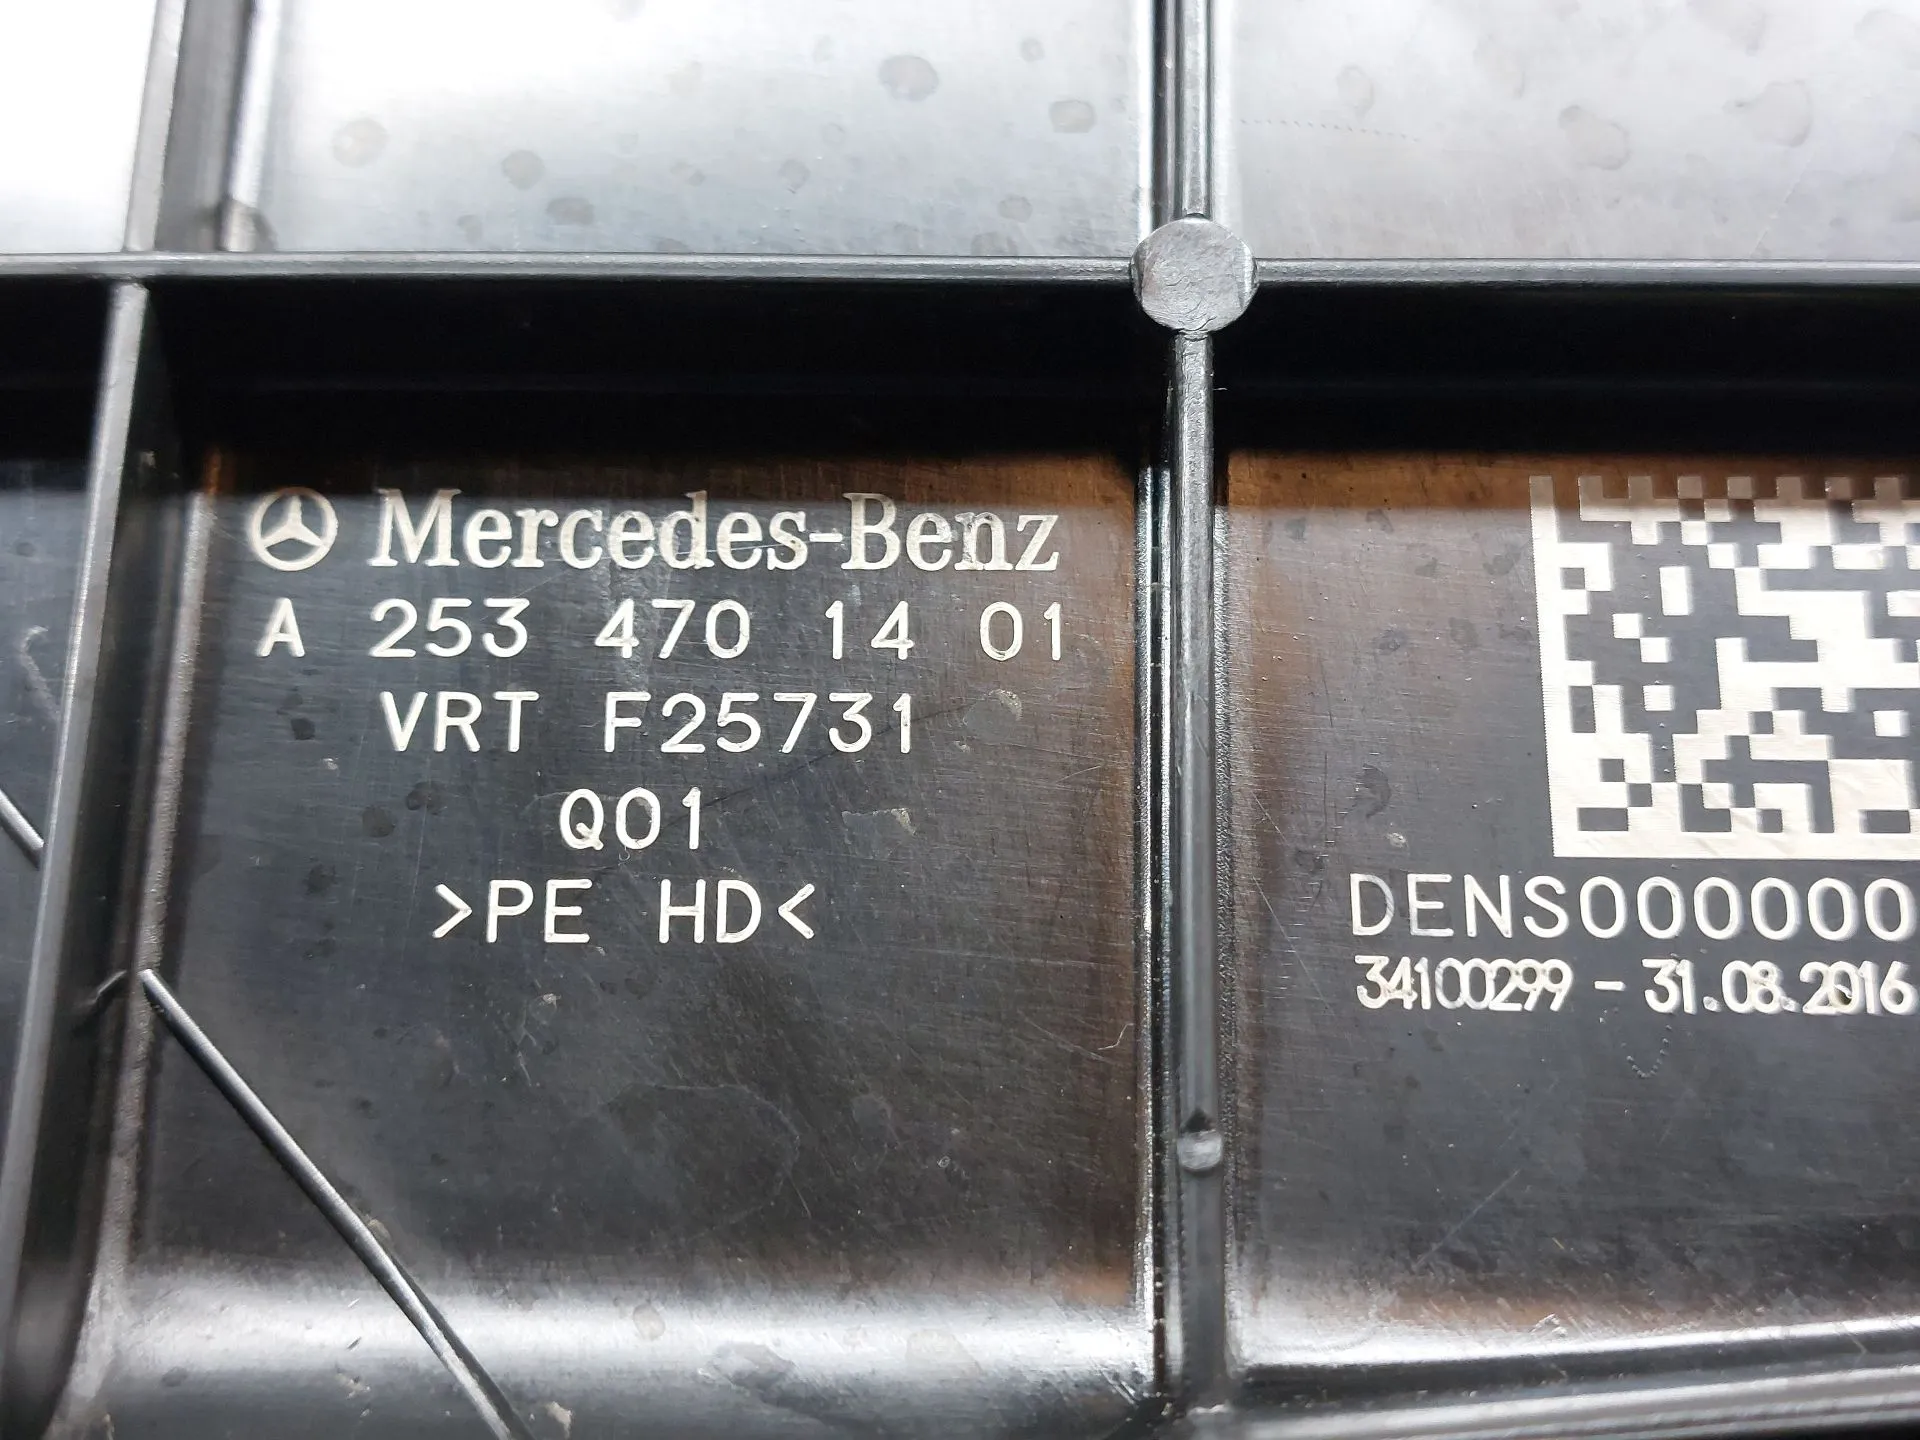 Mercedes-Benz
A 253 470 14 01
VRT F25731
Q01
>PE HD<
DENS000000
34100299 - 31.08.2016